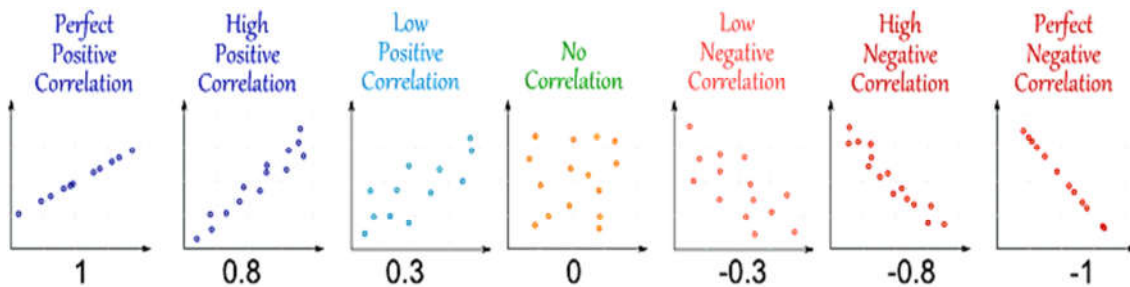 Perfect
Positive
Correlation
High
Positive
Correlation
Low
Positive
Correlation
No
Correlation
Low
Negative
Correlation
High
Negative
Correlation
Perfect
Negative
Correlation
1
0.8
0.3
0
-0.3
-0.8
-1